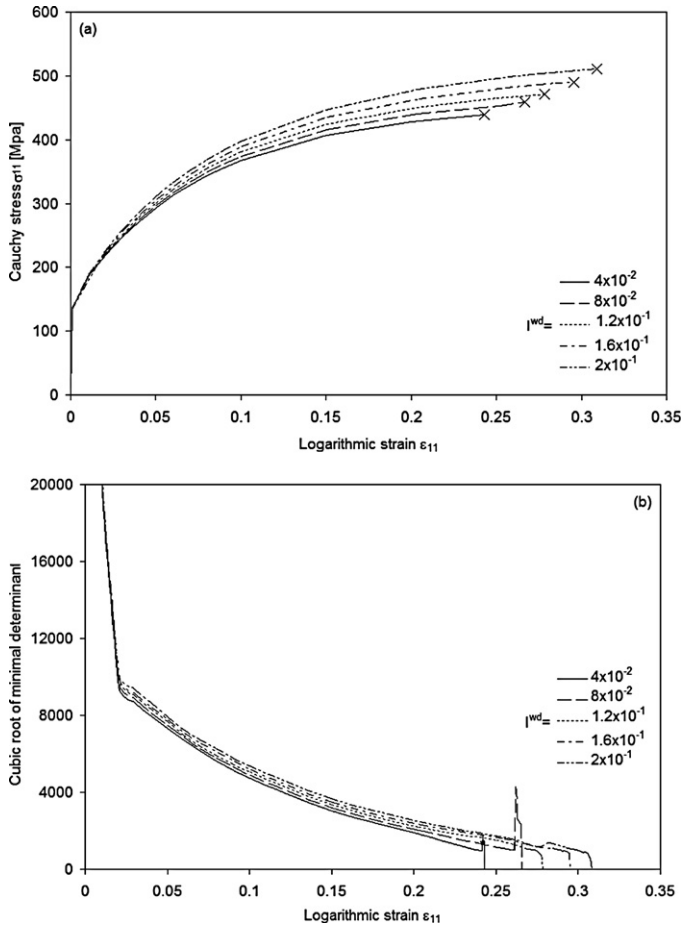 600
(a)
500
400
300
200
100
0
Cauchy stress σ11 [Mpa]
4x10-2
8x10-2
Iwd= 1.2x10-1
1.6x10-1
2x10-1
0 0.05 0.1 0.15 0.2 0.25 0.3 0.35
Logarithmic strain ε11
20000
(b)
16000
12000
8000
4000
0
Cubic root of minimal determinanl
4x10-2
8x10-2
Iwd= 1.2x10-1
1.6x10-1
2x10-1
0 0.05 0.1 0.15 0.2 0.25 0.3 0.35
Logarithmic strain ε11